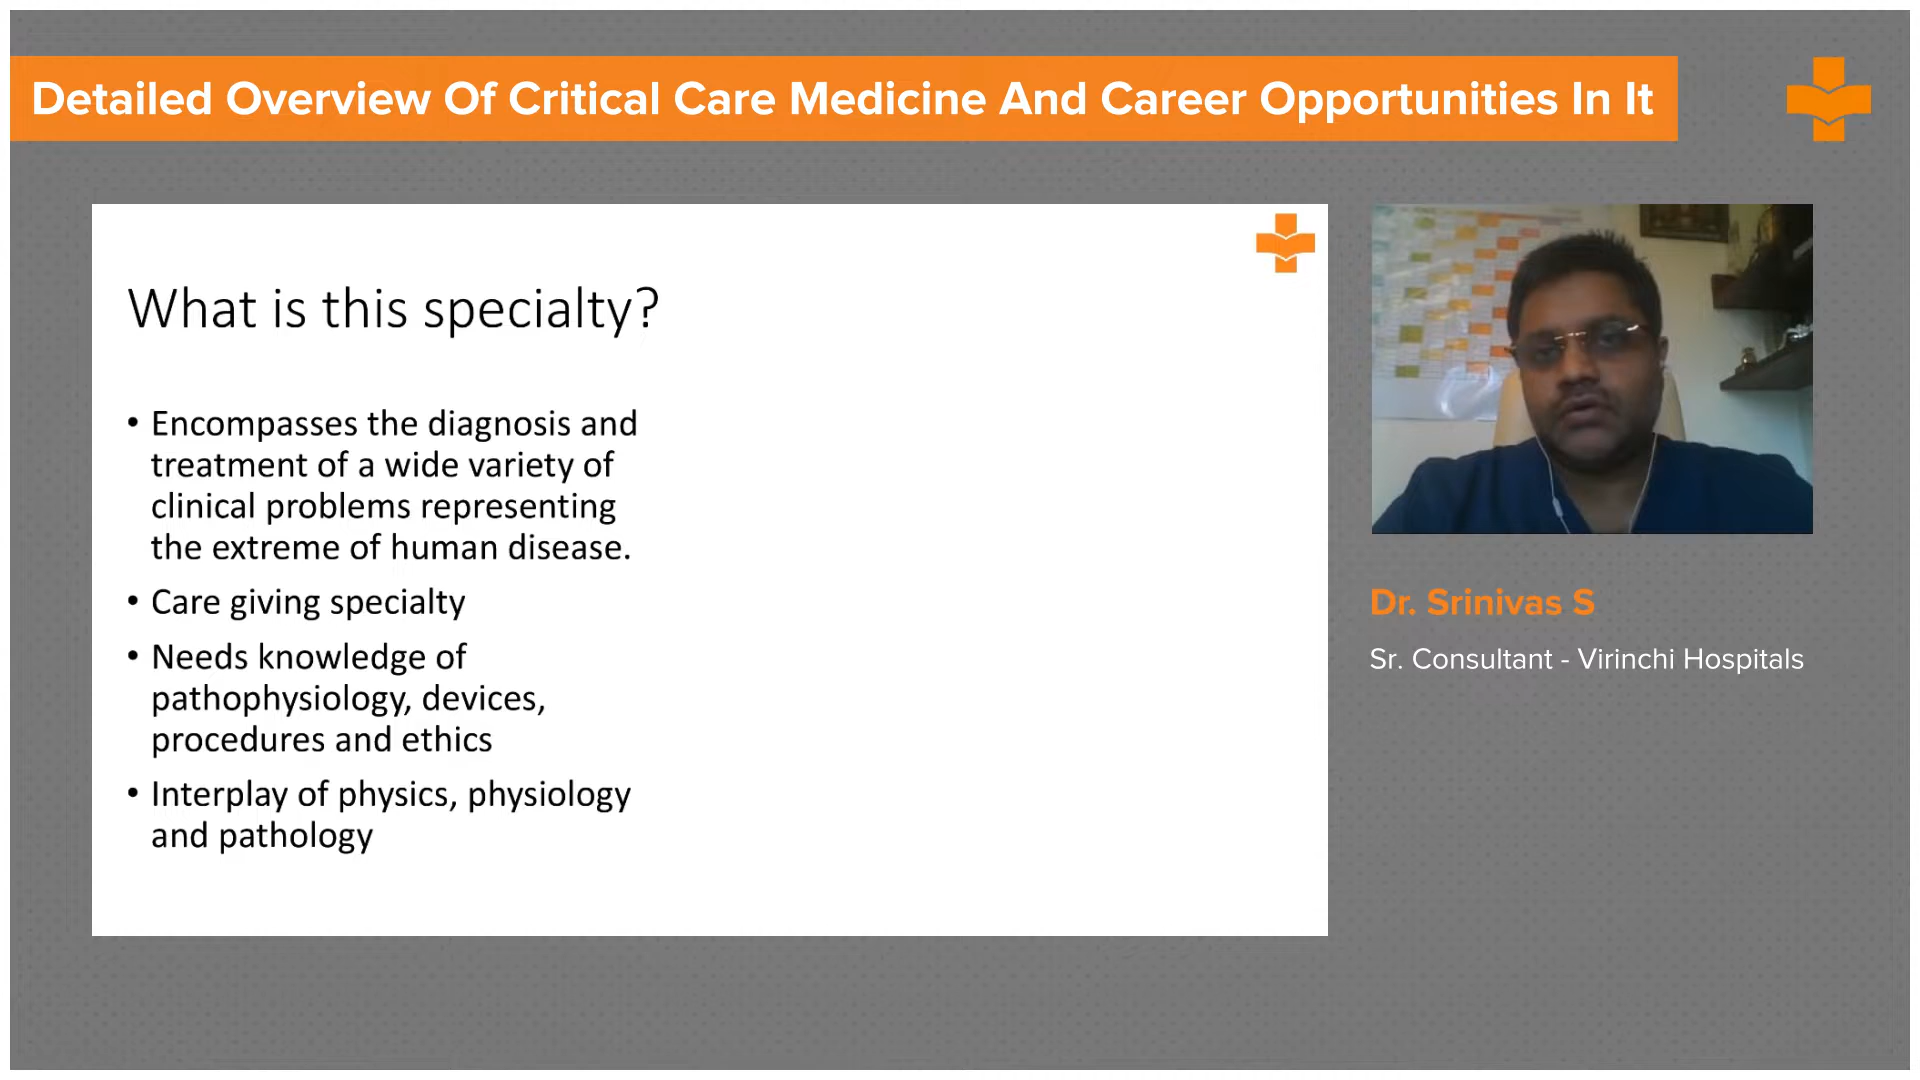 Detailed Overview Of Critical Care Medicine And Career Opportunities In It
What is this specialty?
• Encompasses the diagnosis and
treatment of a wide variety of
clinical problems representing
the extreme of human disease.
• Care giving specialty
• Needs knowledge of
pathophysiology, devices,
procedures and ethics
• Interplay of physics, physiology
and pathology
Dr. Srinivas S
Sr. Consultant - Virinchi Hospitals